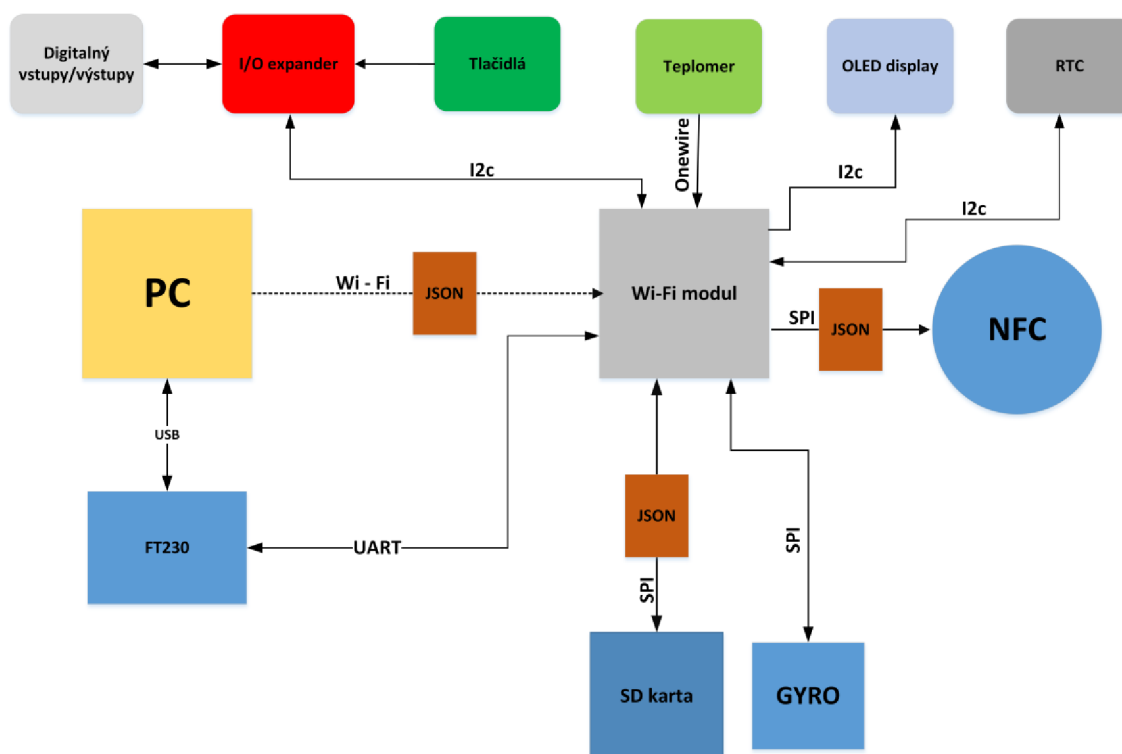 Digitalný
vstupy/výstupy
I/O expander
Tlačidlá
Teplomer
OLED display
RTC
I2c
Onewire
I2c
I2c
PC
Wi - Fi
JSON
Wi-Fi modul
SPI
JSON
NFC
USB
FT230
UART
JSON
SPI
SPI
SD karta
GYRO